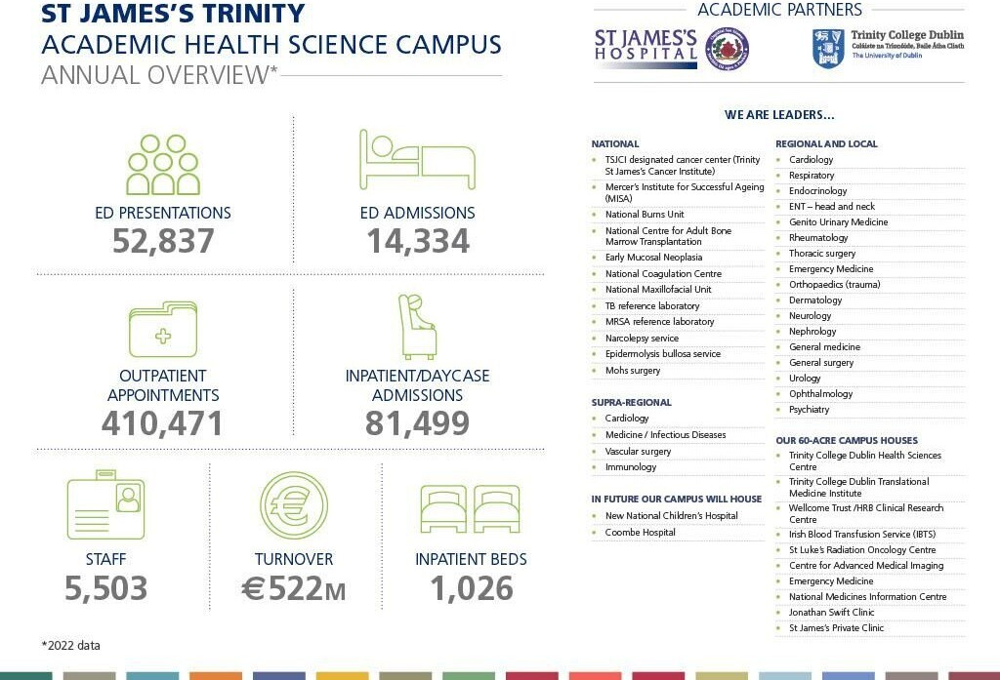 ST JAMES'S TRINITY
ACADEMIC HEALTH SCIENCE CAMPUS
ANNUAL OVERVIEW*
ED PRESENTATIONS
52,837
ED ADMISSIONS
14,334
OUTPATIENT
APPOINTMENTS
410,471
INPATIENT/DAYCASE
ADMISSIONS
81,499
STAFF
5,503
TURNOVER
€522M
INPATIENT BEDS
1,026
*2022 data
ACADEMIC PARTNERS
ST JAMES'S
HOSPITAL
Trinity College Dublin
Coláiste na Tríonóide, Baile Átha Cliath
The University of Dublin
WE ARE LEADERS...
NATIONAL
• TSJCI designated cancer center (Trinity
St James's Cancer Institute)
• Mercer's Institute for Successful Ageing
(MISA)
• National Burns Unit
• National Centre for Adult Bone
Marrow Transplantation
• Early Mucosal Neoplasia
• National Coagulation Centre
• National Maxillofacial Unit
• TB reference laboratory
• MRSA reference laboratory
• Narcolepsy service
• Epidermolysis bullosa service
• Mohs surgery
SUPRA-REGIONAL
• Cardiology
• Medicine / Infectious Diseases
• Vascular surgery
• Immunology
IN FUTURE OUR CAMPUS WILL HOUSE
• New National Children's Hospital
• Coombe Hospital
REGIONAL AND LOCAL
• Cardiology
• Respiratory
• Endocrinology
• ENT – head and neck
• Genito Urinary Medicine
• Rheumatology
• Thoracic surgery
• Emergency Medicine
• Orthopaedics (trauma)
• Dermatology
• Neurology
• Nephrology
• General medicine
• General surgery
• Urology
• Ophthalmology
• Psychiatry
OUR 60-ACRE CAMPUS HOUSES
• Trinity College Dublin Health Sciences
Centre
• Trinity College Dublin Translational
Medicine Institute
• Wellcome Trust /HRB Clinical Research
Centre
• Irish Blood Transfusion Service (IBTS)
• St Luke's Radiation Oncology Centre
• Centre for Advanced Medical Imaging
• Emergency Medicine
• National Medicines Information Centre
• Jonathan Swift Clinic
• St James's Private Clinic